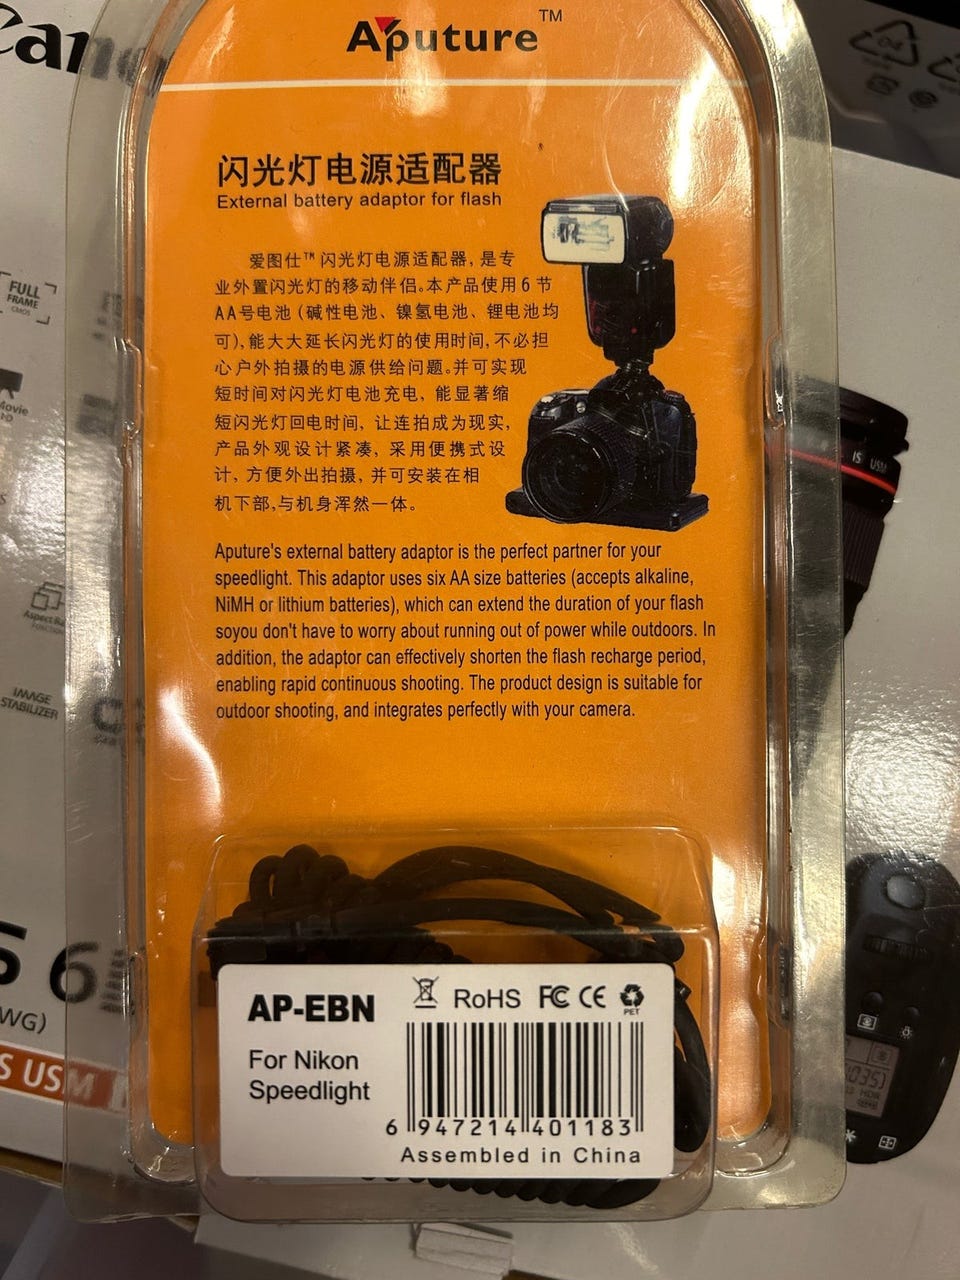 Aputure™
闪光灯电源适配器
External battery adaptor for flash
爱图仕™闪光灯电源适配器,是专
业外置闪光灯的移动伴侣。本产品使用6节
AA号电池(碱性电池、镍氢电池、锂电池均
可),能大大延长闪光灯的使用时间,不必担
心户外拍摄的电源供给问题。并可实现
短时间对闪光灯电池充电, 能显著缩
短闪光灯回电时间, 让连拍成为现实,
产品外观设计紧凑, 采用便携式设
计, 方便外出拍摄, 并可安装在相
机下部,与机身浑然一体。
Aputure's external battery adaptor is the perfect partner for your
speedlight. This adaptor uses six AA size batteries (accepts alkaline,
NiMH or lithium batteries), which can extend the duration of your flash
soyou don't have to worry about running out of power while outdoors. In
addition, the adaptor can effectively shorten the flash recharge period,
enabling rapid continuous shooting. The product design is suitable for
outdoor shooting, and integrates perfectly with your camera.
AP-EBN
RoHS FC CE
PET
For Nikon
Speedlight
6 947214 401183
Assembled in China
FULL
FRAME
CMOS
Movie
IMAGE
STABILIZER
6
WG)
S USM
IS USM